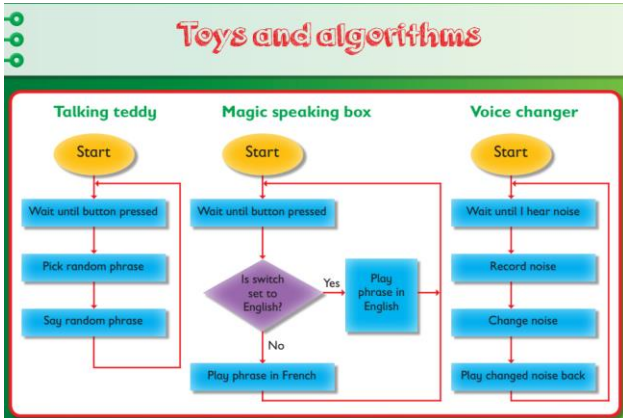 Toys and algorithms
Talking teddy
Start
Wait until button pressed
Pick random phrase
Say random phrase
Magic speaking box
Start
Wait until button pressed
Is switch
set to
English?
Yes
Play
phrase in
English
No
Play phrase in French
Voice changer
Start
Wait until I hear noise
Record noise
Change noise
Play changed noise back